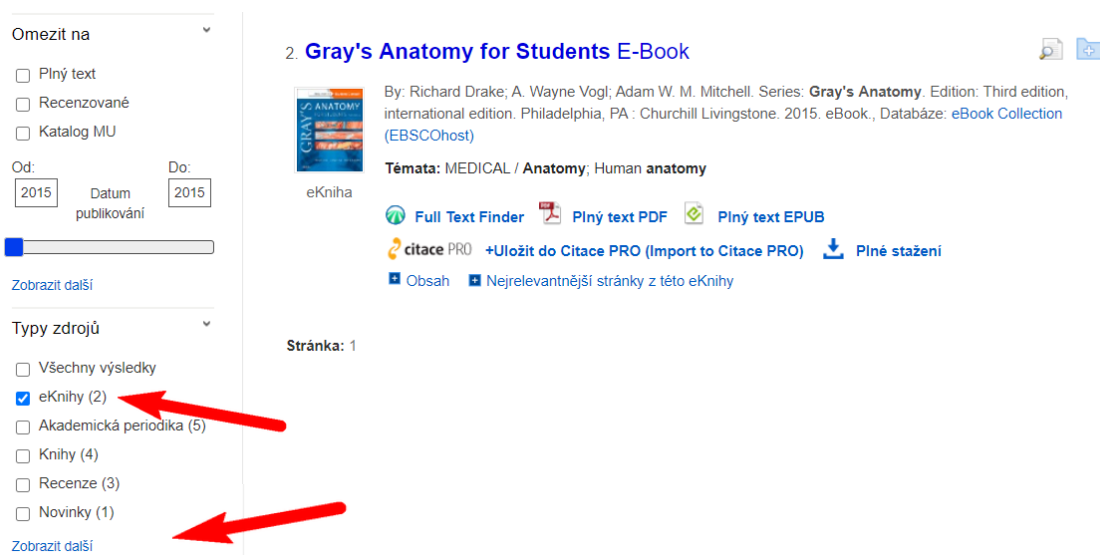 Omezit na
Plný text
Recenzované
Katalog MU
Od:
Do:
2015
Datum publikování
2015
Zobrazit další
Typy zdrojů
Všechny výsledky
eKnihy (2)
Akademická periodika (5)
Knihy (4)
Recenze (3)
Novinky (1)
Zobrazit další
2. Gray's Anatomy for Students E-Book
GRAY'S ANATOMY
eKniha
By: Richard Drake; A. Wayne Vogl; Adam W. M. Mitchell. Series: Gray's Anatomy. Edition: Third edition,
international edition. Philadelphia, PA : Churchill Livingstone. 2015. eBook., Databáze: eBook Collection
(EBSCOhost)
Témata: MEDICAL / Anatomy; Human anatomy
Full Text Finder PDF Plný text PDF Plný text EPUB
citace PRO +Uložit do Citace PRO (Import to Citace PRO) Plné stažení
Obsah Nejrelevantnější stránky z této eKnihy
Stránka: 1